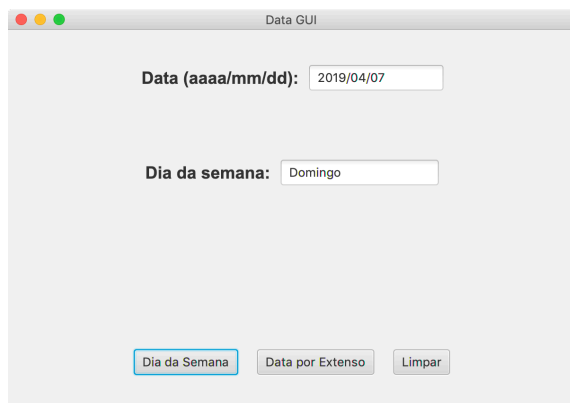 Data GUI
Data (aaaa/mm/dd): 2019/04/07
Dia da semana: Domingo
Dia da Semana Data por Extenso Limpar